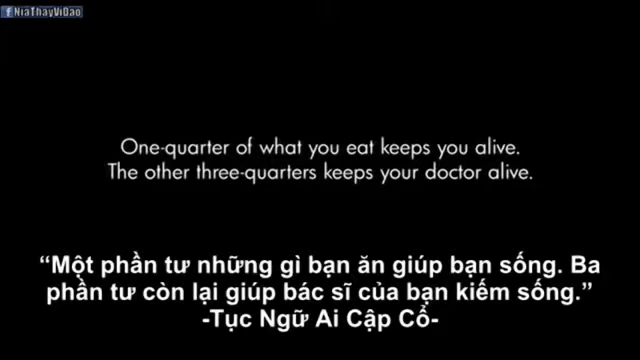 NiaThayViDao
One-quarter of what you eat keeps you alive.
The other three-quarters keeps your doctor alive.
“Một phần tư những gì bạn ăn giúp bạn sống. Ba
phần tư còn lại giúp bác sĩ của bạn kiếm sống.”
-Tục Ngữ Ai Cập Cổ-